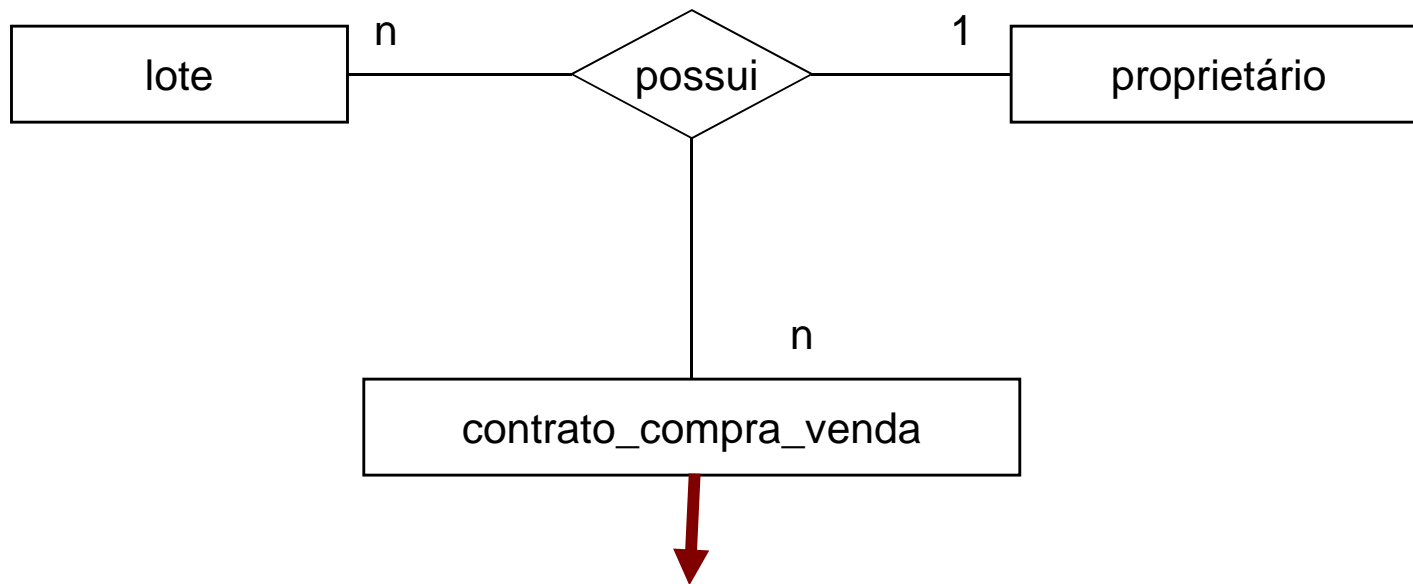 n
1
lote
possui
proprietário
n
contrato_compra_venda